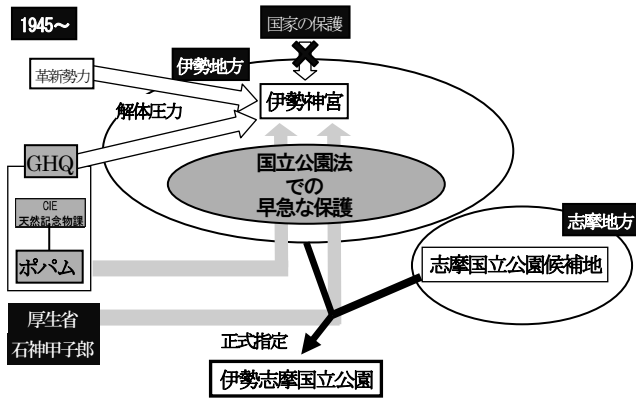 1945～
国家の保護
革新勢力
伊勢地方
解体圧力
伊勢神宮
GHQ
国立公園法
での
早急な保護
CIE
天然記念物課
ポパム
志摩地方
志摩国立公園候補地
厚生省
石神甲子郎
正式指定
伊勢志摩国立公園